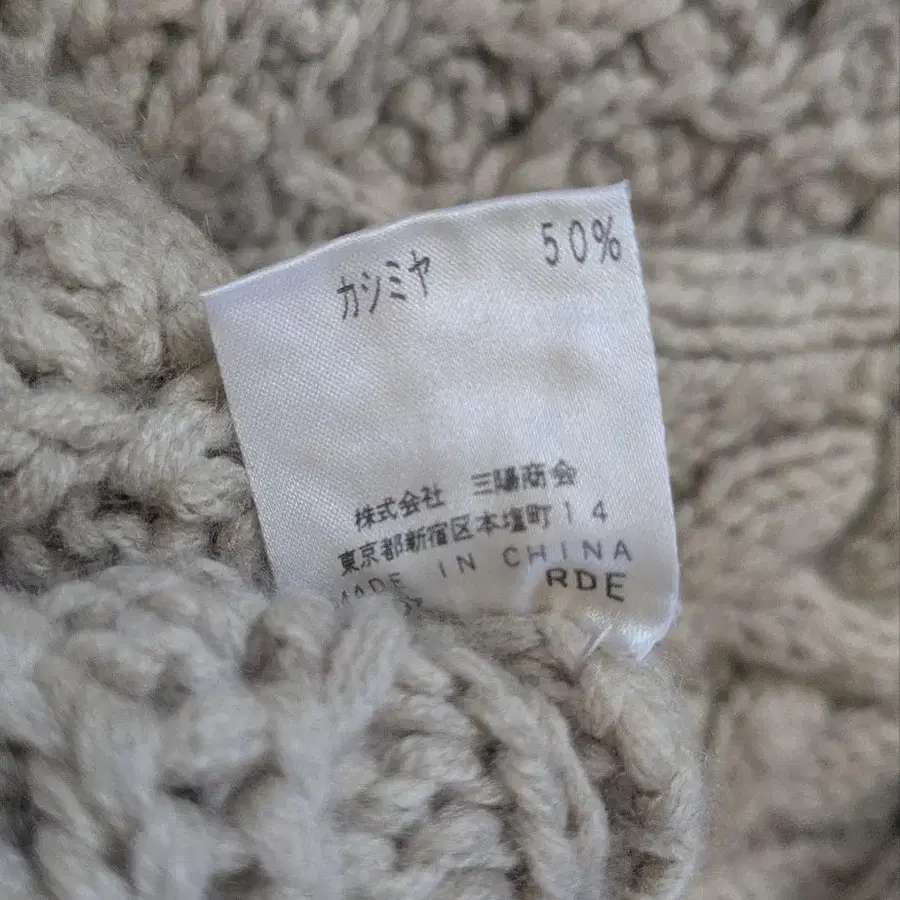 カシミヤ 50%
株式会社 三陽商会
東京都新宿区本塩町14
MADE IN CHINA
RDE